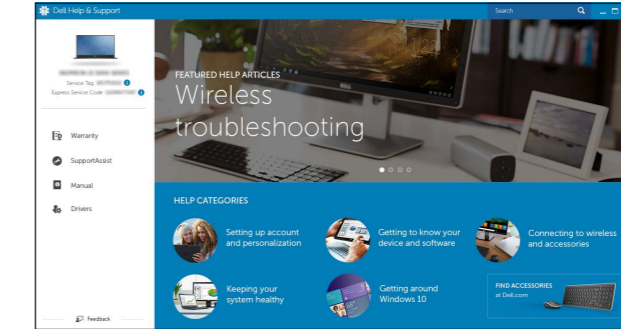 Dell Help & Support
Search
Service Tag:
Express Service Code:
Warranty
SupportAssist
Manual
Drivers
Feedback
FEATURED HELP ARTICLES
Wireless
troubleshooting
HELP CATEGORIES
Setting up account
and personalization
Getting to know your
device and software
Connecting to wireless
and accessories
Keeping your
system healthy
Getting around
Windows 10
FIND ACCESSORIES
at Dell.com